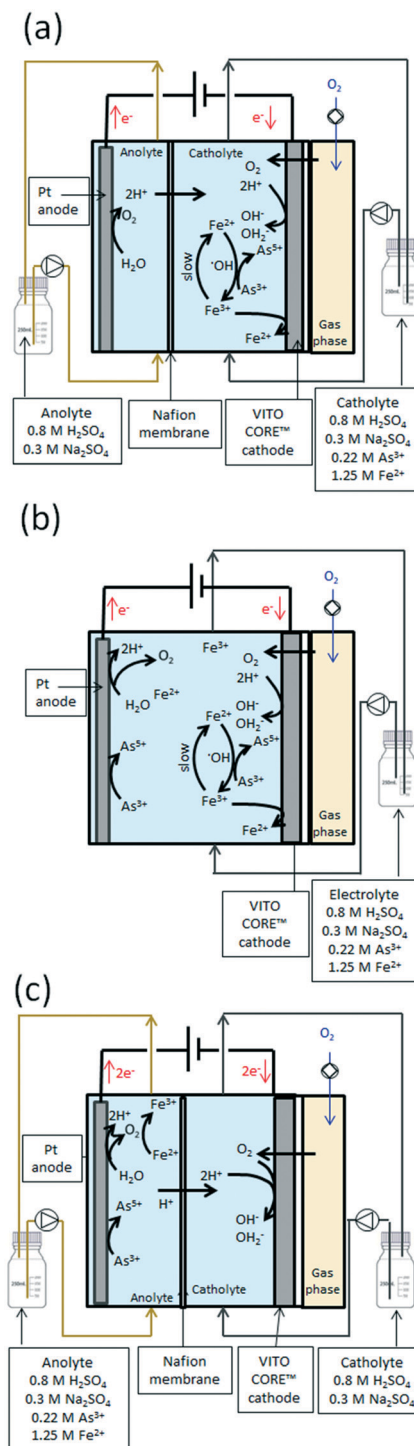 (a)
O₂
e⁻
e⁻
Anolyte
Catholyte
O₂
2H⁺
Pt
anode
2H⁺
O₂
OH⁻
OH₂⁻
Fe²⁺
As⁵⁺
·OH
slow
H₂O
As³⁺
Fe³⁺
Fe²⁺
Gas
phase
Anolyte
0.8 M H₂SO₄
0.3 M Na₂SO₄
Nafion
membrane
VITO
CORE™
cathode
Catholyte
0.8 M H₂SO₄
0.3 M Na₂SO₄
0.22 M As³⁺
1.25 M Fe²⁺
(b)
O₂
e⁻
e⁻
2H⁺
O₂
Fe³⁺
O₂
2H⁺
Pt
anode
H₂O
Fe²⁺
OH⁻
OH₂⁻
Fe²⁺
As⁵⁺
As⁵⁺
·OH
slow
As³⁺
As³⁺
Fe³⁺
Fe²⁺
Gas
phase
VITO
CORE™
cathode
Electrolyte
0.8 M H₂SO₄
0.3 M Na₂SO₄
0.22 M As³⁺
1.25 M Fe²⁺
(c)
O₂
2e⁻
2e⁻
Fe³⁺
2H⁺
O₂
Fe²⁺
O₂
Pt
anode
H₂O
2H⁺
H⁺
As⁵⁺
OH⁻
OH₂⁻
As³⁺
Gas
phase
Anolyte
Catholyte
Anolyte
0.8 M H₂SO₄
0.3 M Na₂SO₄
0.22 M As³⁺
1.25 M Fe²⁺
Nafion
membrane
VITO
CORE™
cathode
Catholyte
0.8 M H₂SO₄
0.3 M Na₂SO₄